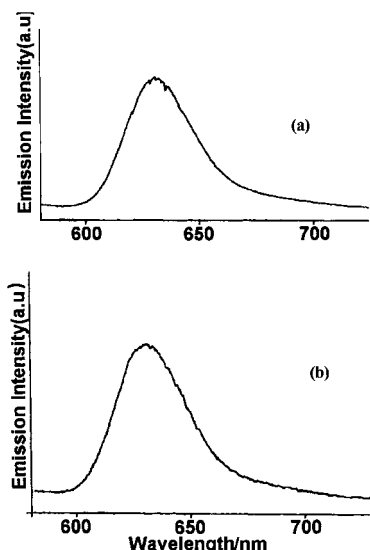 Emission Intensity(a.u)
(a)
600 650 700
Emission Intensity(a.u)
(b)
600 650 700
Wavelength/nm